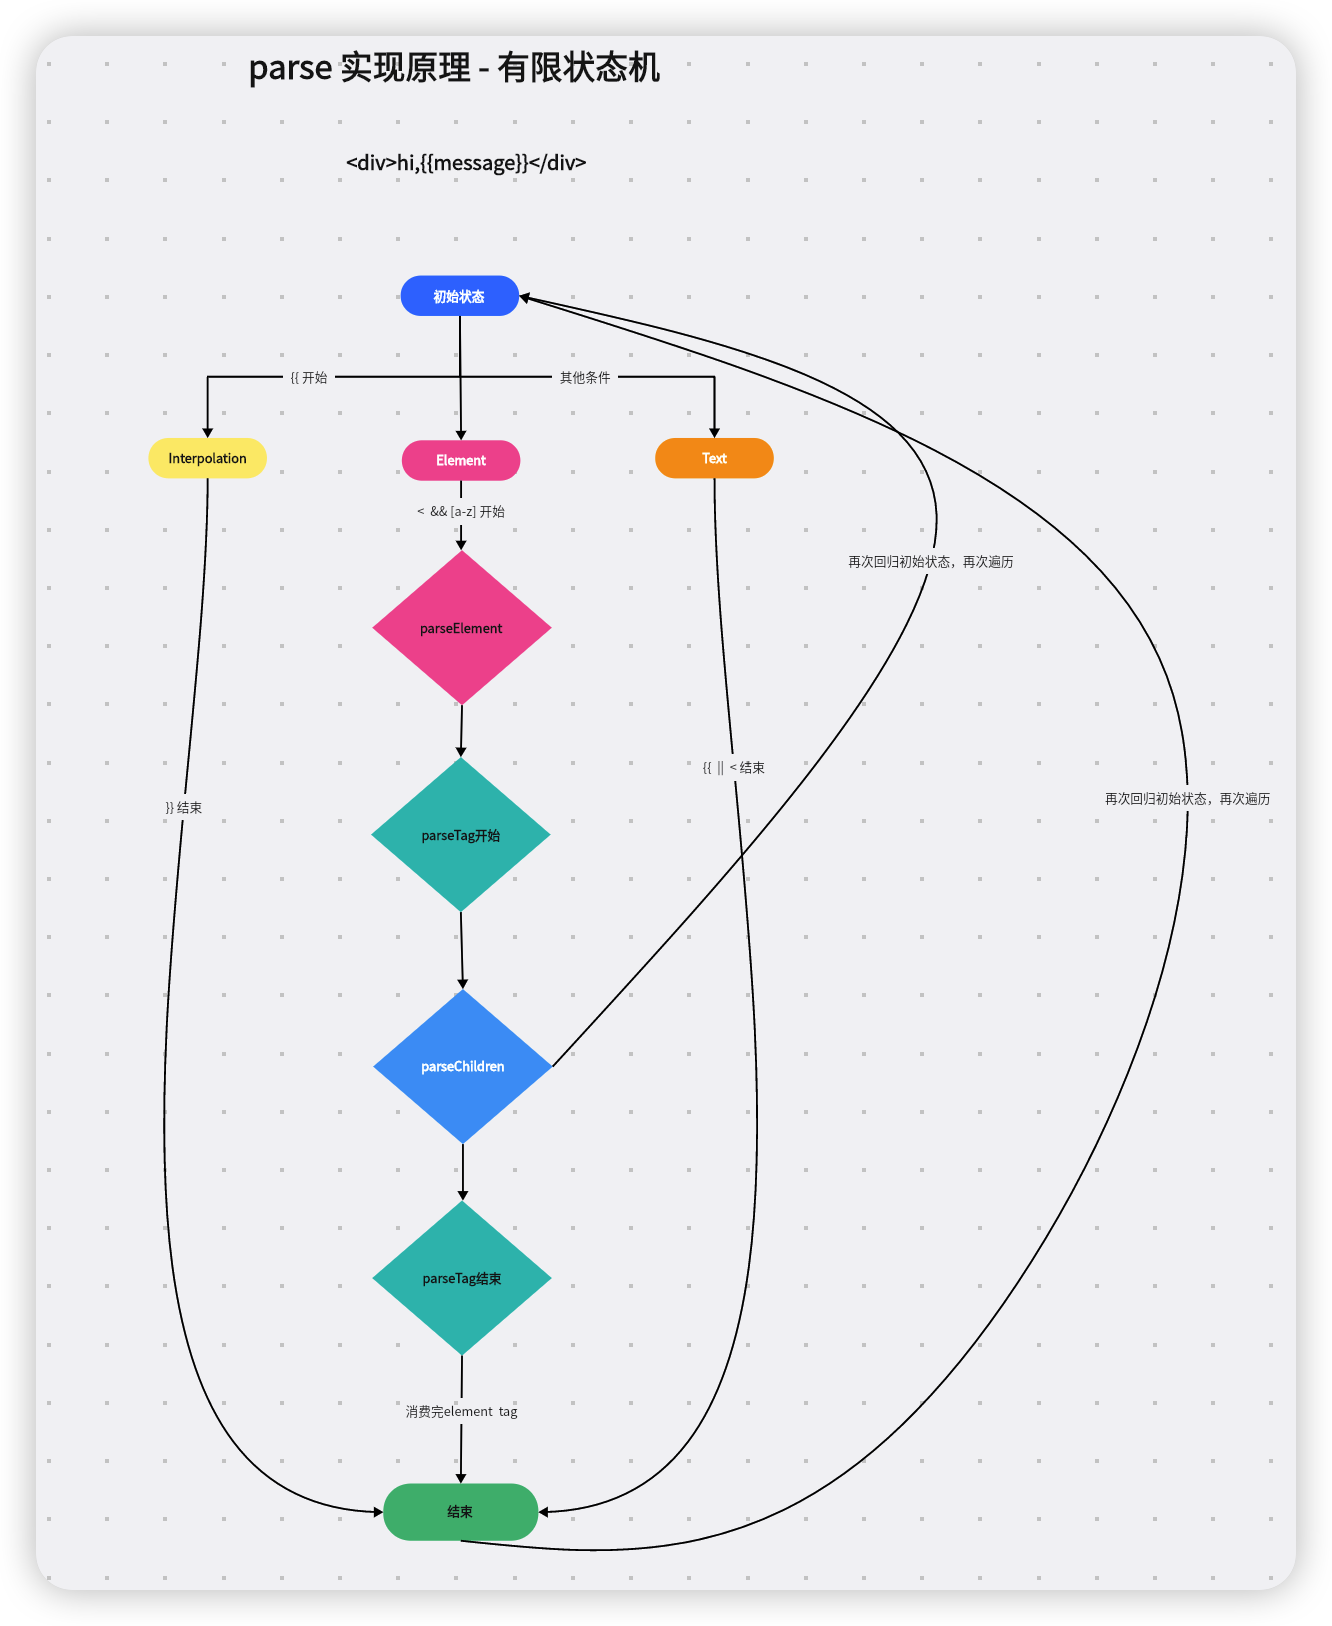 parse 实现原理 - 有限状态机
<div>hi,{{message}}</div>
初始状态
{{ 开始
其他条件
Interpolation
Element
Text
< && [a-z] 开始
再次回归初始状态，再次遍历
parseElement
{{ || < 结束
再次回归初始状态，再次遍历
}} 结束
parseTag开始
parseChildren
parseTag结束
消费完element tag
结束